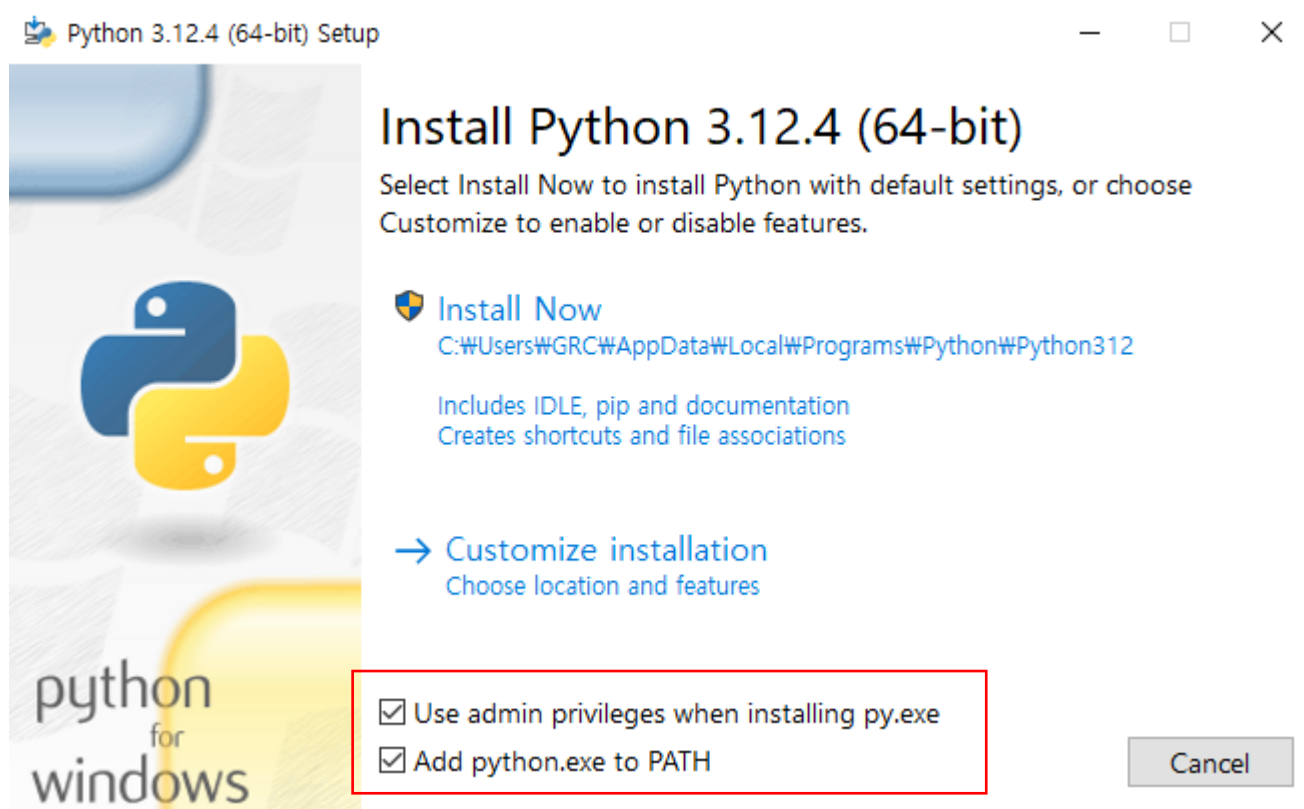 Python 3.12.4 (64-bit) Setup
Install Python 3.12.4 (64-bit)
Select Install Now to install Python with default settings, or choose
Customize to enable or disable features.
Install Now
C:₩Users₩GRC₩AppData₩Local₩Programs₩Python₩Python312
Includes IDLE, pip and documentation
Creates shortcuts and file associations
Customize installation
Choose location and features
python
for
windows
Use admin privileges when installing py.exe
Add python.exe to PATH
Cancel